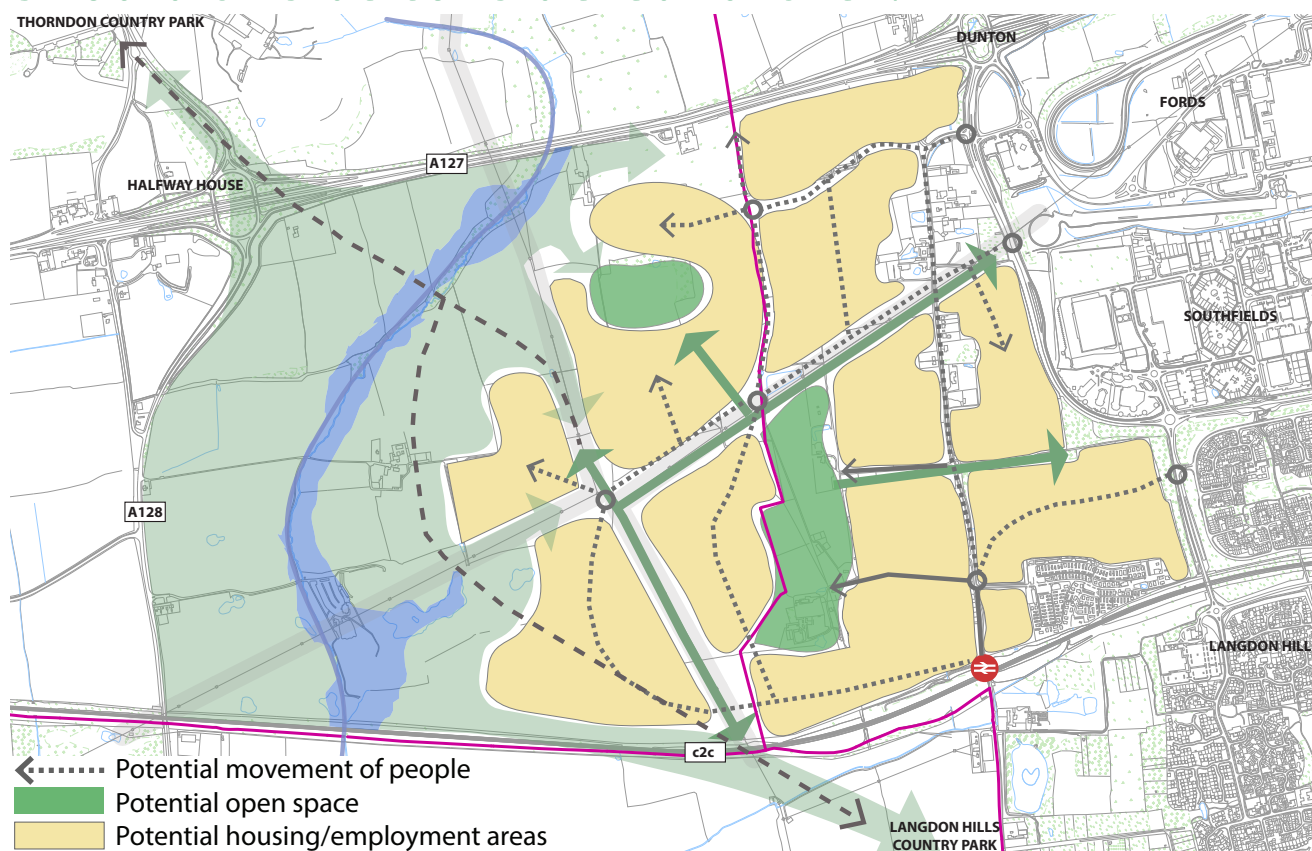 THORNDON COUNTRY PARK
DUNTON
FORDS
A127
HALFWAY HOUSE
SOUTHFIELDS
A128
LANGDON HILL
c2c
Potential movement of people
Potential open space
Potential housing/employment areas
LANGDON HILLS
COUNTRY PARK